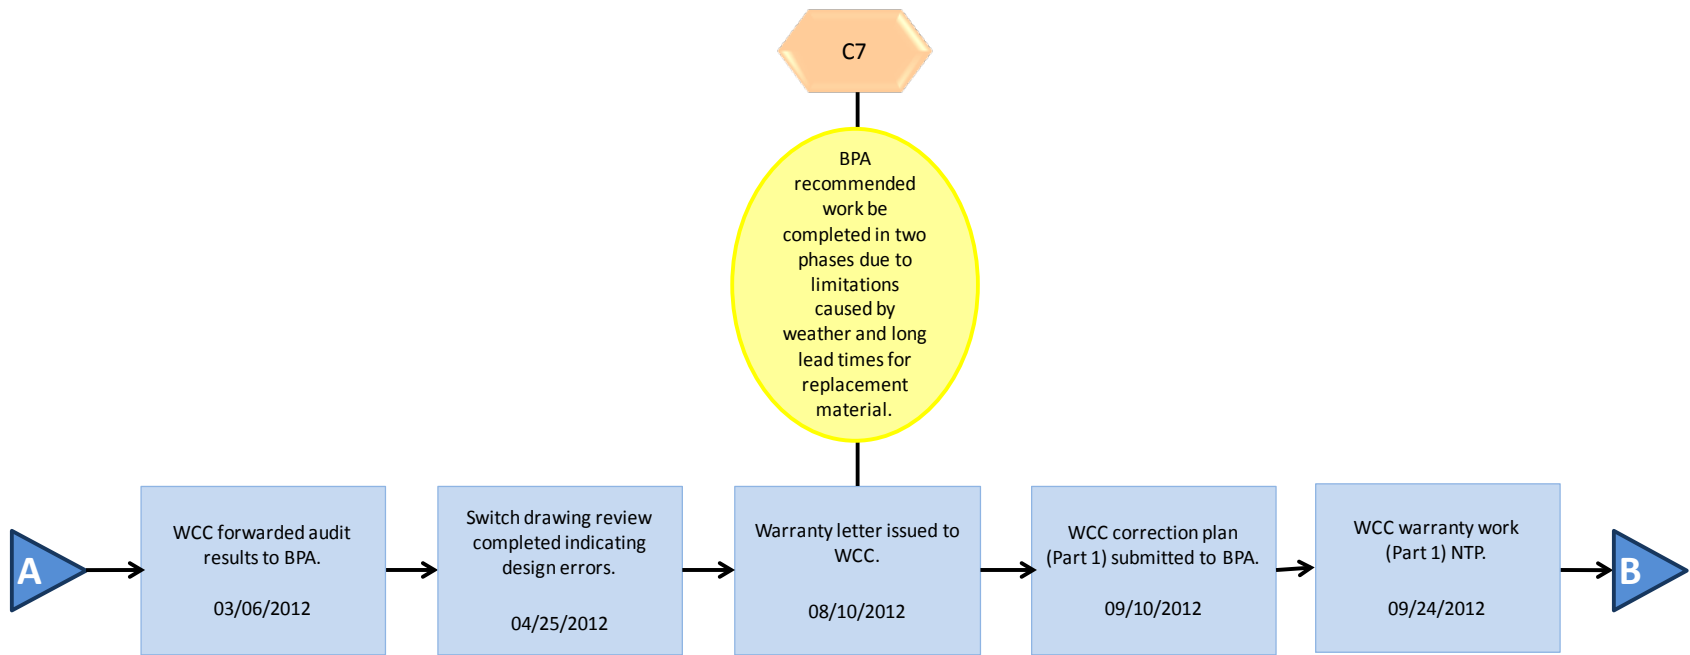 C7
BPA
recommended
work be
completed in two
phases due to
limitations
caused by
weather and long
lead times for
replacement
material.
A
WCC forwarded audit
results to BPA.
03/06/2012
Switch drawing review
completed indicating
design errors.
04/25/2012
Warranty letter issued to
WCC.
08/10/2012
WCC correction plan
(Part 1) submitted to BPA.
09/10/2012
WCC warranty work
(Part 1) NTP.
09/24/2012
B